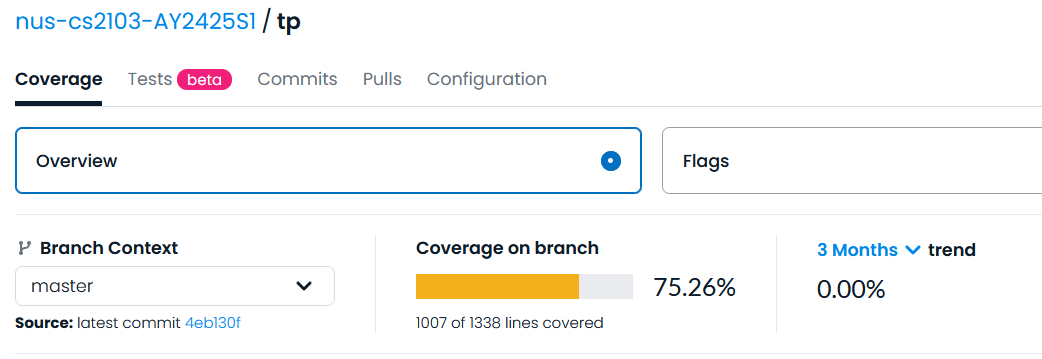 nus-cs2103-AY2425S1 / tp
Coverage Tests beta Commits Pulls Configuration
Overview
Flags
Branch Context
master
Source: latest commit 4eb130f
Coverage on branch
75.26%
1007 of 1338 lines covered
3 Months trend
0.00%